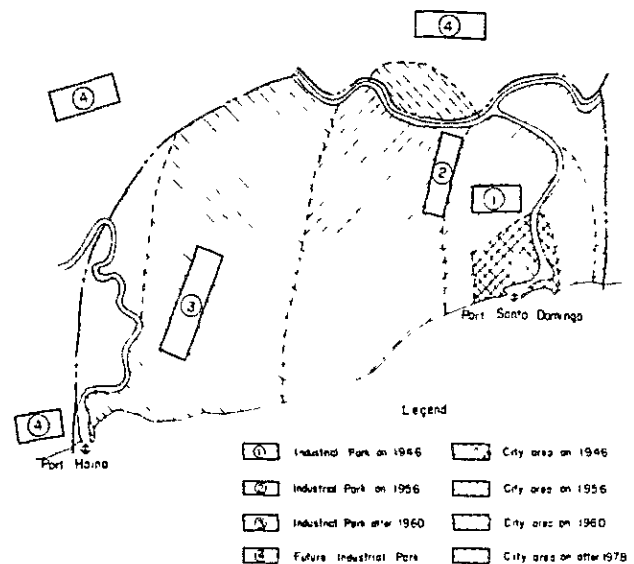 ④
④
②
①
③
Port Santo Domingo
④
Port Haina
Legend
① Industrial Park on 1946
City area on 1946
② Industrial Park on 1956
City area on 1956
③ Industrial Park after 1960
City area on 1960
Future Industrial Park
City area on after 1978